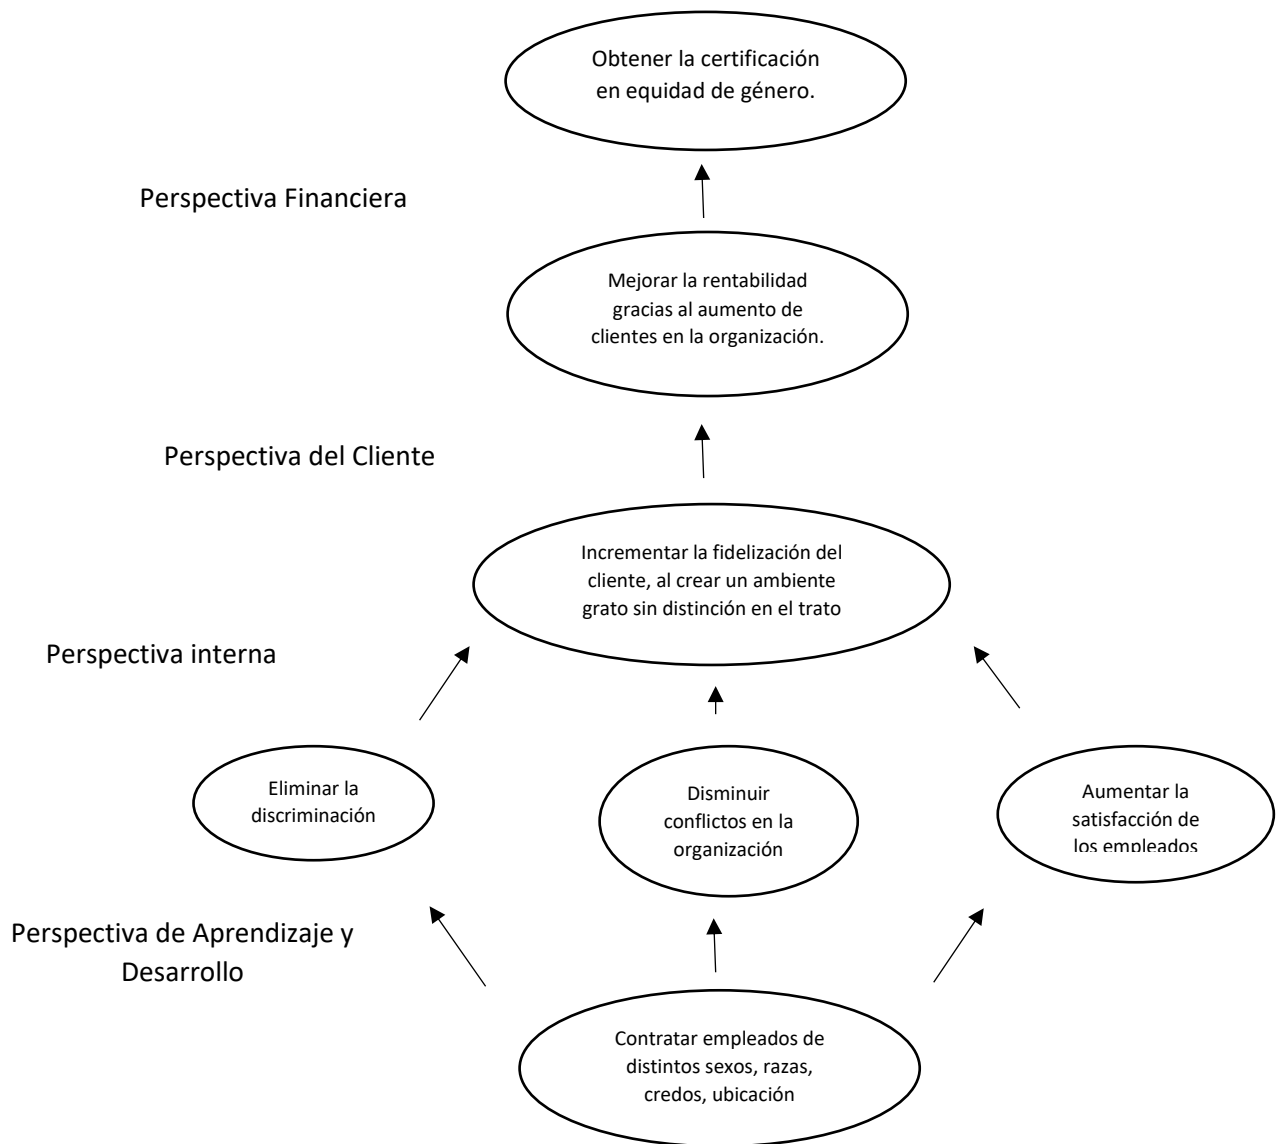 Obtener la certificación
en equidad de género.
Perspectiva Financiera
Mejorar la rentabilidad
gracias al aumento de
clientes en la organización.
Perspectiva del Cliente
Incrementar la fidelización del
cliente, al crear un ambiente
grato sin distinción en el trato
Perspectiva interna
Eliminar la
discriminación
Disminuir
conflictos en la
organización
Aumentar la
satisfacción de
los empleados
Perspectiva de Aprendizaje y
Desarrollo
Contratar empleados de
distintos sexos, razas,
credos, ubicación